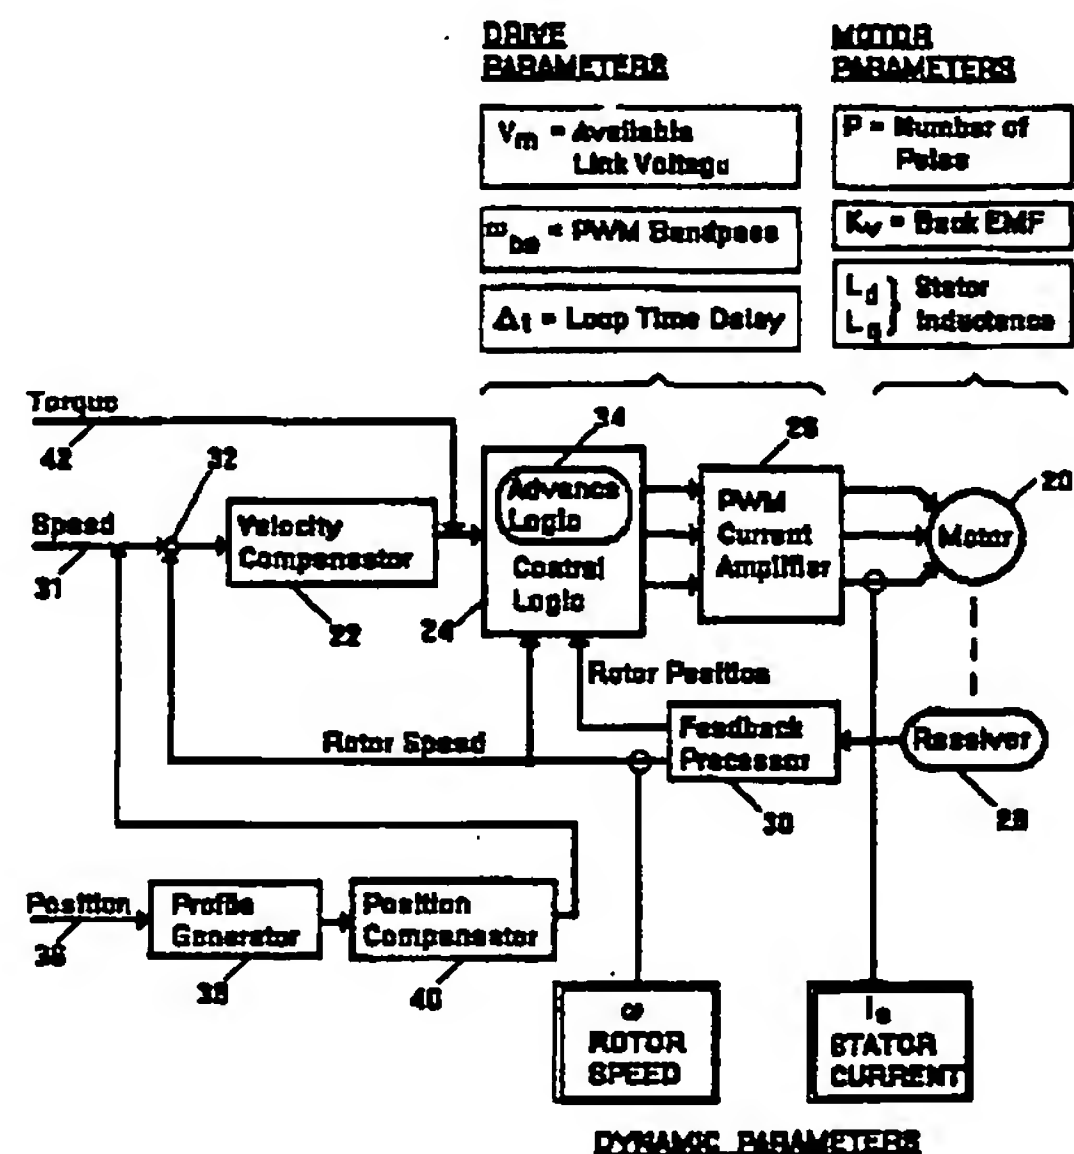 DRIVE
PARAMETERS
MOTOR
PARAMETERS
Vm = Available
Link Voltage
P = Number of
Poles
ωbe = PWM Bandpass
Kv = Back EMF
Δt = Loop Time Delay
Ld } Stator
Lq } Inductance
Torque
42
32
34
26
20
Speed
31
Velocity
Compensator
22
Advance
Logic
Control
Logic
24
PWM
Current
Amplifier
Motor
Rotor Position
Rotor Speed
Feedback
Processor
30
Resolver
28
Position
36
Profile
Generator
38
Position
Compensator
40
ω
ROTOR
SPEED
Is
STATOR
CURRENT
DYNAMIC PARAMETERS